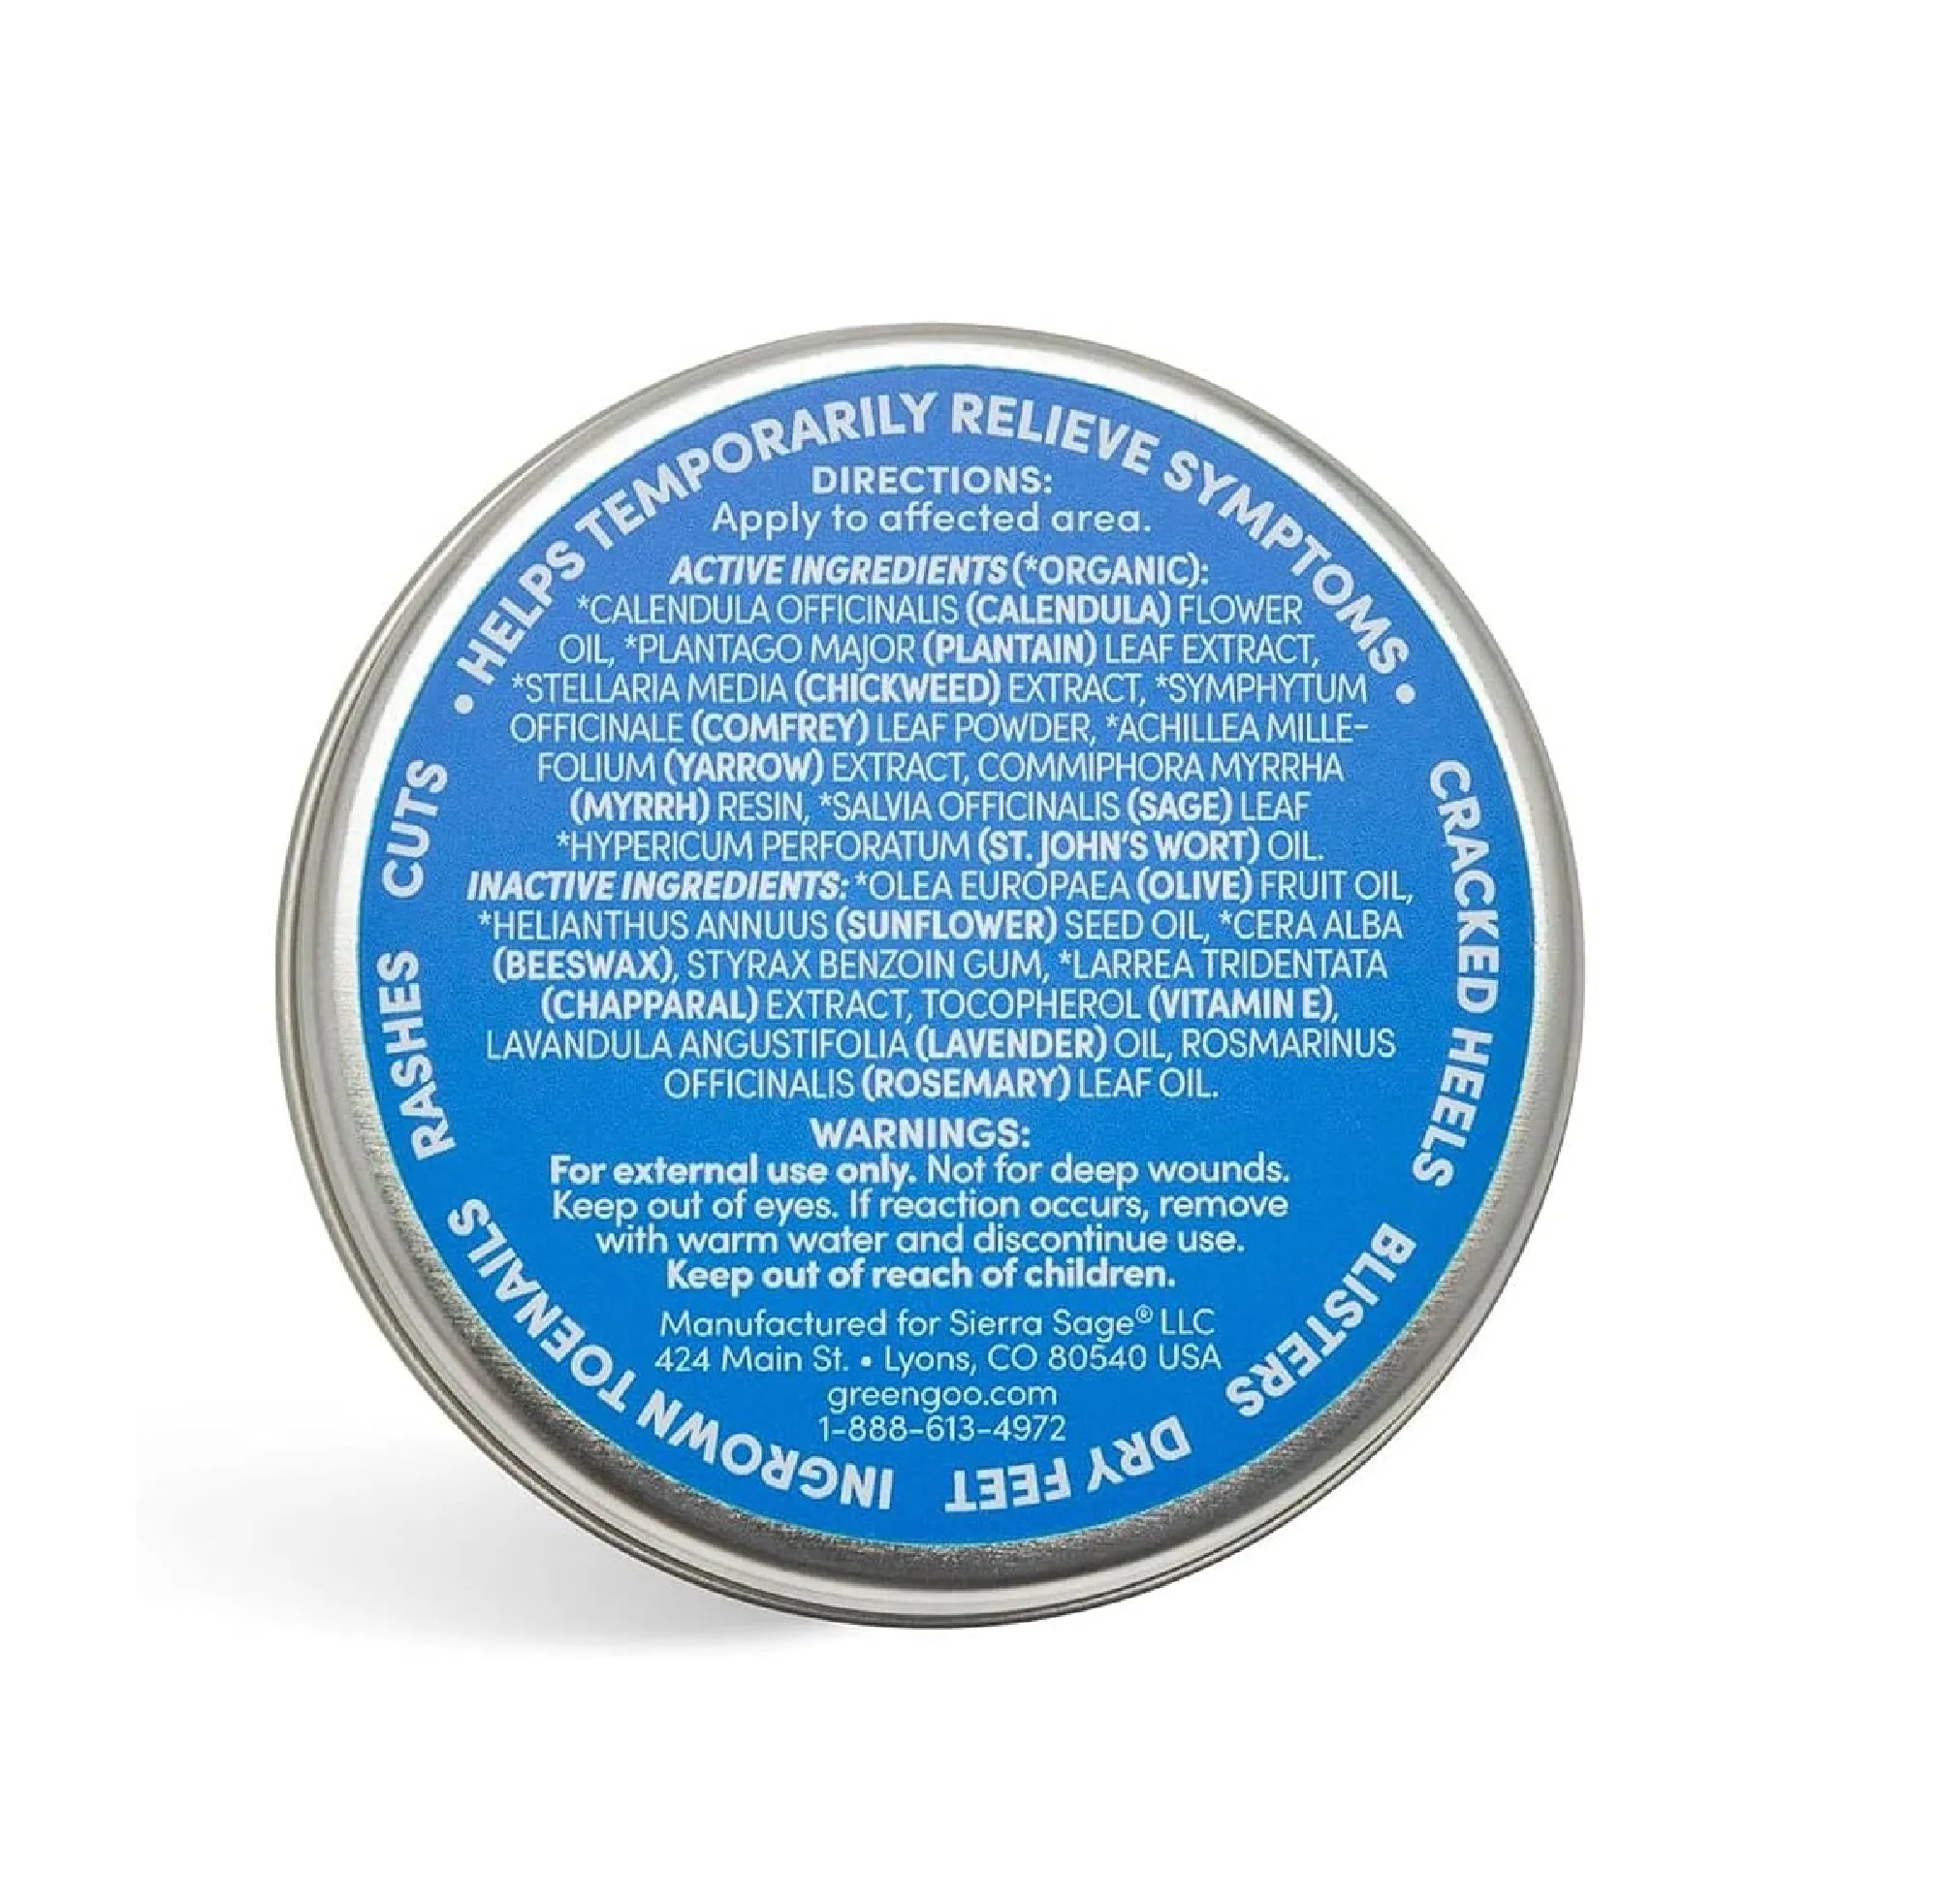 • HELPS TEMPORARILY RELIEVE SYMPTOMS •
DIRECTIONS:
Apply to affected area.
ACTIVE INGREDIENTS (*ORGANIC):
*CALENDULA OFFICINALIS (CALENDULA) FLOWER
OIL, *PLANTAGO MAJOR (PLANTAIN) LEAF EXTRACT,
*STELLARIA MEDIA (CHICKWEED) EXTRACT, *SYMPHYTUM
OFFICINALE (COMFREY) LEAF POWDER, *ACHILLEA MILLE-
FOLIUM (YARROW) EXTRACT, COMMIPHORA MYRRHA
(MYRRH) RESIN, *SALVIA OFFICINALIS (SAGE) LEAF
*HYPERICUM PERFORATUM (ST. JOHN'S WORT) OIL.
INACTIVE INGREDIENTS: *OLEA EUROPAEA (OLIVE) FRUIT OIL,
*HELIANTHUS ANNUUS (SUNFLOWER) SEED OIL, *CERA ALBA
(BEESWAX), STYRAX BENZOIN GUM, *LARREA TRIDENTATA
(CHAPPARAL) EXTRACT, TOCOPHEROL (VITAMIN E),
LAVANDULA ANGUSTIFOLIA (LAVENDER) OIL, ROSMARINUS
OFFICINALIS (ROSEMARY) LEAF OIL.
WARNINGS:
For external use only. Not for deep wounds.
Keep out of eyes. If reaction occurs, remove
with warm water and discontinue use.
Keep out of reach of children.
Manufactured for Sierra Sage® LLC
424 Main St. • Lyons, CO 80540 USA
greengoo.com
1-888-613-4972
CRACKED HEELS
BLISTERS
DRY FEET
INGROWN TOENAILS
RASHES
CUTS